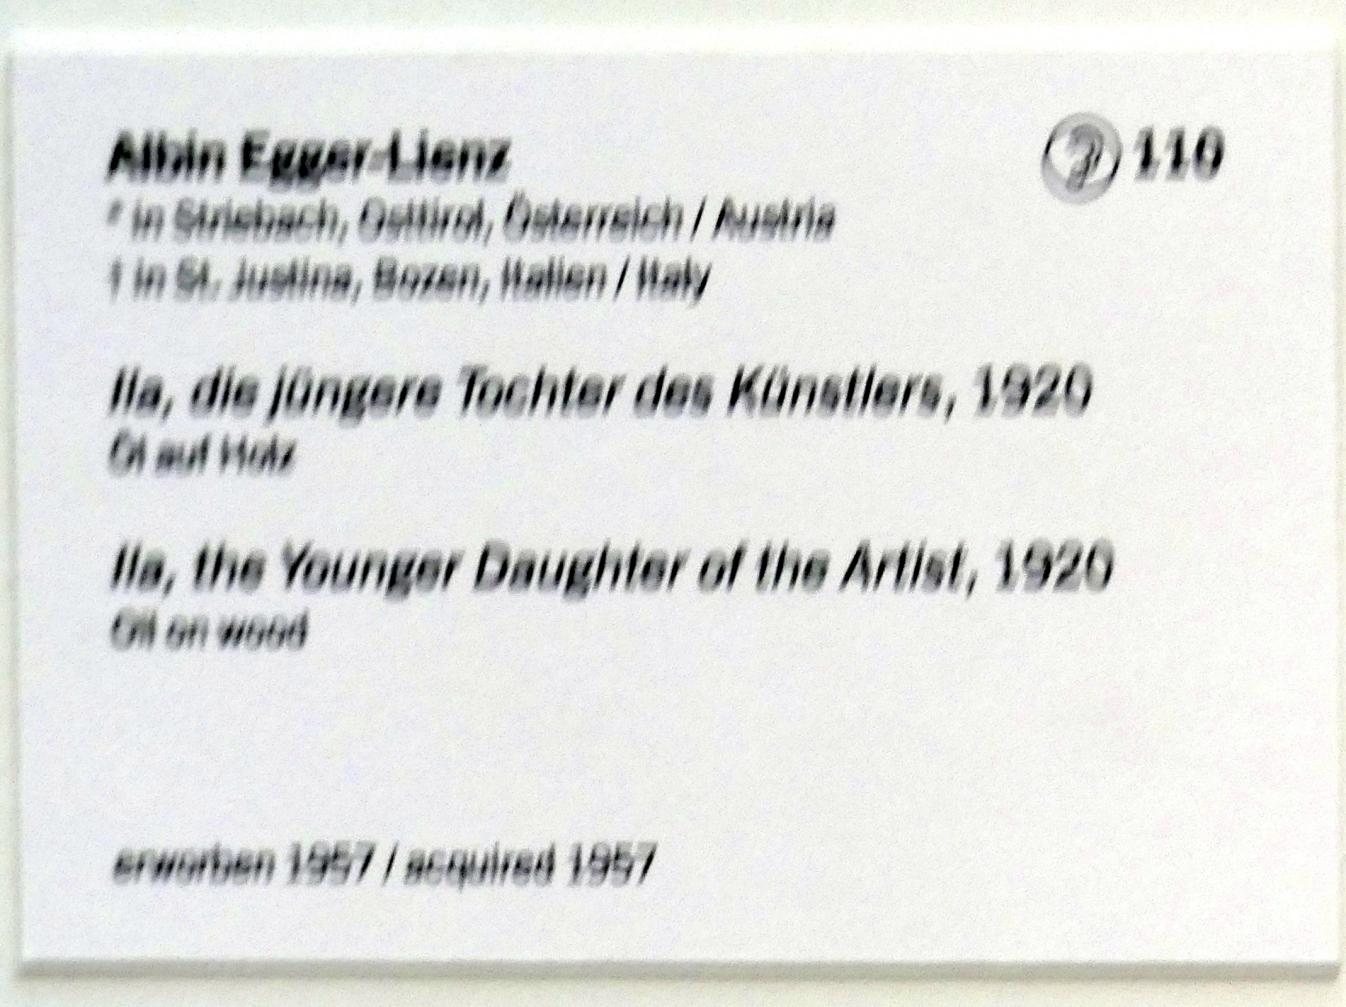 Albin Egger-Lienz
110
* in Striebach, Osttirol, Österreich / Austria
† in St. Justina, Bozen, Italien / Italy
Ila, die jüngere Tochter des Künstlers, 1920
Öl auf Holz
Ila, the Younger Daughter of the Artist, 1920
Oil on wood
erworben 1957 / acquired 1957